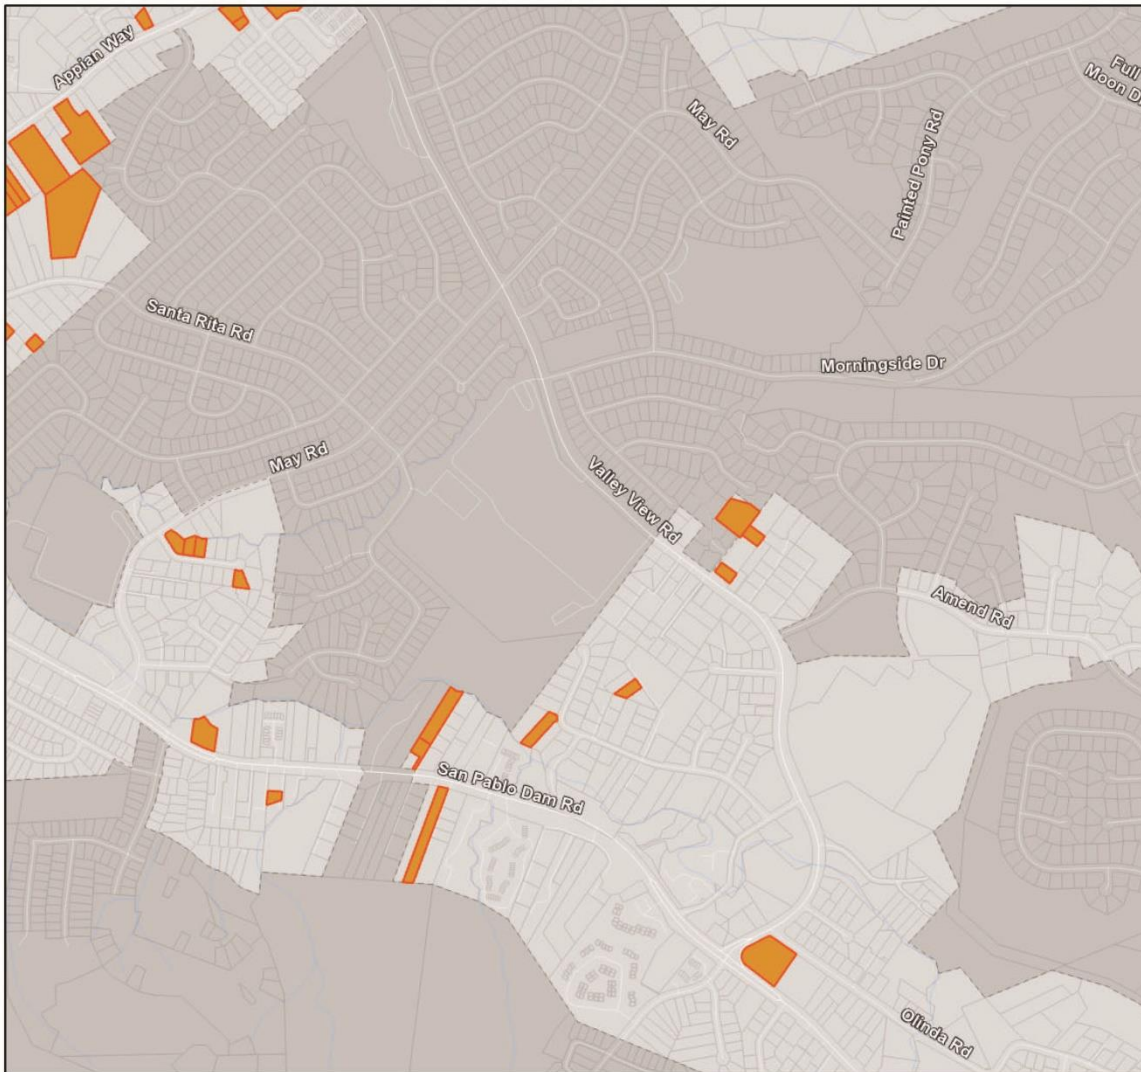 Appian Way
Full
Moon D
May Rd
Painted Pony Rd
Santa Rita Rd
Morningside Dr
May Rd
Valley View Rd
Amend Rd
San Pablo Dam Rd
Olinda Rd